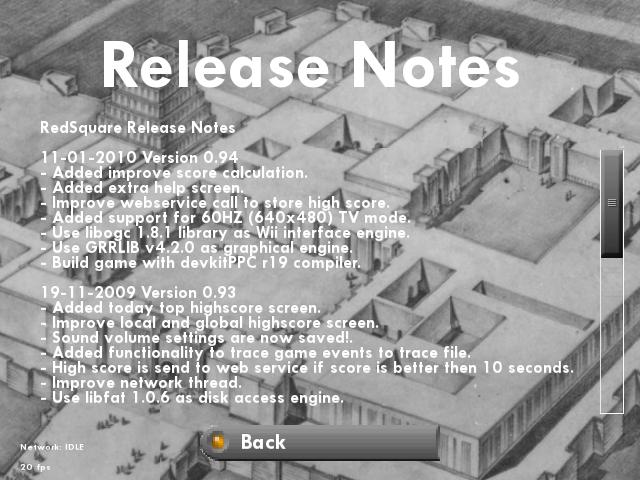 Release Notes
RedSquare Release Notes
11-01-2010 Version 0.94
- Added improve score calculation.
- Added extra help screen.
- Improve webservice call to store high score.
- Added support for 60HZ (640x480) TV mode.
- Use libogc 1.8.1 library as Wii interface engine.
- Use GRRLIB v4.2.0 as graphical engine.
- Build game with devkitPPC r19 compiler.
19-11-2009 Version 0.93
- Added today top highscore screen.
- Improve local and global highscore screen.
- Sound volume settings are now saved!.
- Added functionality to trace game events to trace file.
- High score is send to web service if score is better then 10 seconds.
- Improve network thread.
- Use libfat 1.0.6 as disk access engine.
Back
Network: IDLE
20 fps